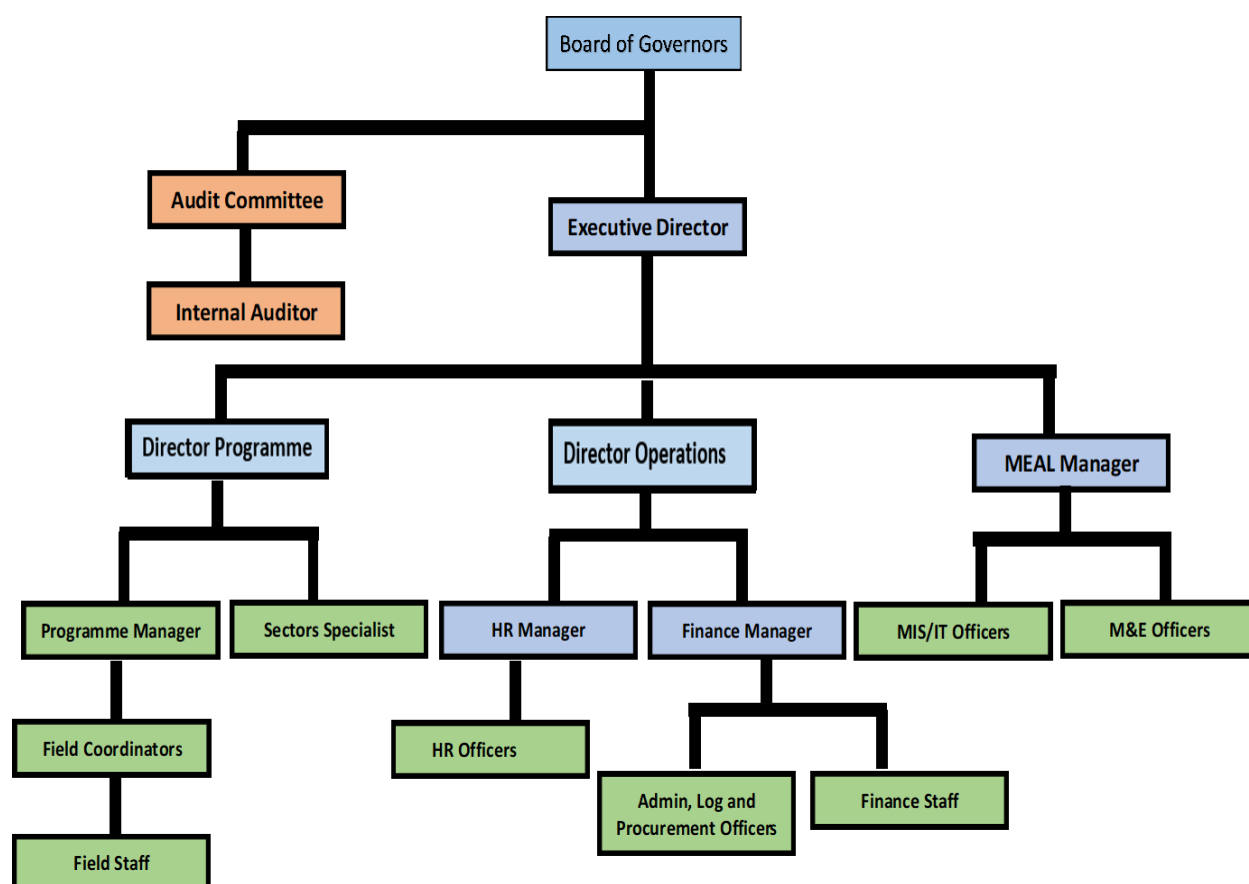 Board of Governors
Audit Committee
Executive Director
Internal Auditor
Director Programme
Director Operations
MEAL Manager
Programme Manager
Sectors Specialist
HR Manager
Finance Manager
MIS/IT Officers
M&E Officers
Field Coordinators
HR Officers
Admin, Log and
Procurement Officers
Finance Staff
Field Staff